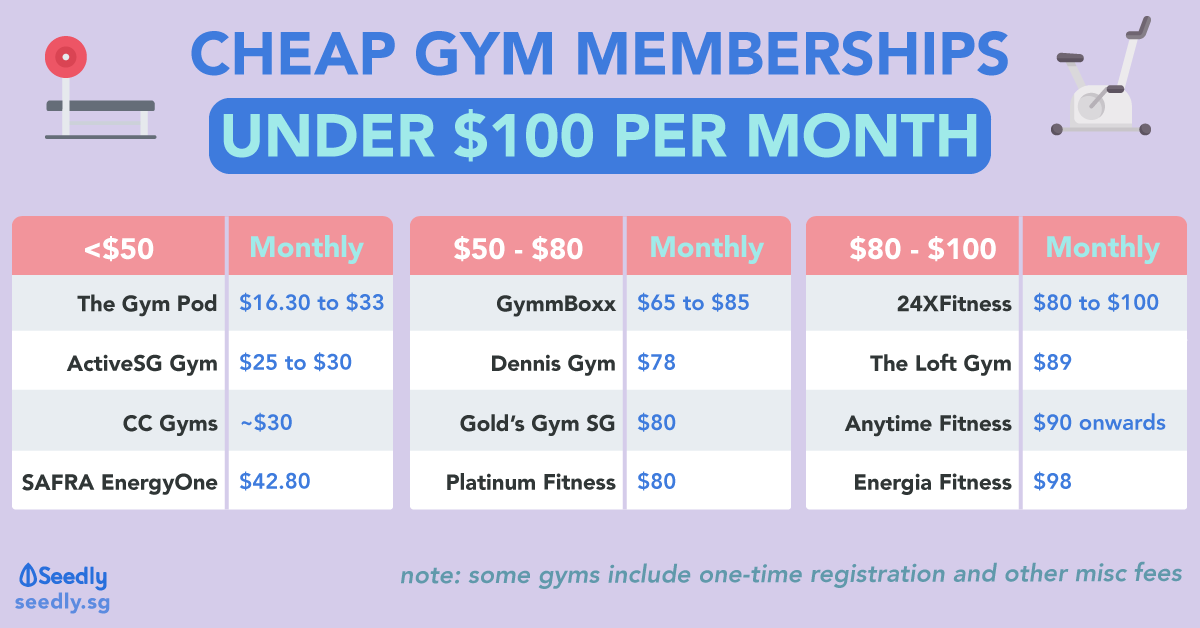 CHEAP GYM MEMBERSHIPS
UNDER $100 PER MONTH
<$50 Monthly
The Gym Pod $16.30 to $33
ActiveSG Gym $25 to $30
CC Gyms ~$30
SAFRA EnergyOne $42.80
$50 - $80 Monthly
GymmBoxx $65 to $85
Dennis Gym $78
Gold's Gym SG $80
Platinum Fitness $80
$80 - $100 Monthly
24XFitness $80 to $100
The Loft Gym $89
Anytime Fitness $90 onwards
Energia Fitness $98
Seedly
seedly.sg
note: some gyms include one-time registration and other misc fees